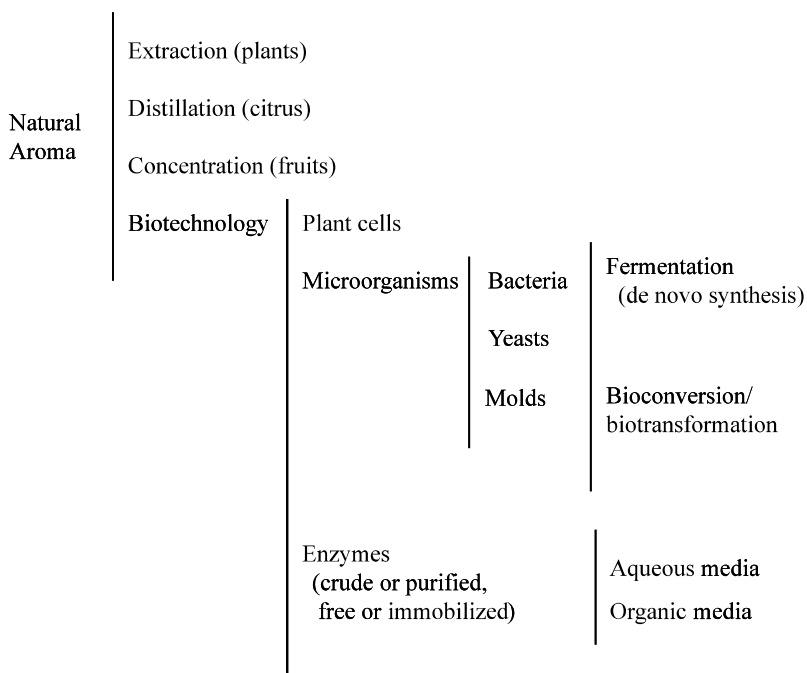 Extraction (plants)
Distillation (citrus)
Natural
Aroma
Concentration (fruits)
Biotechnology
Plant cells
Microorganisms
Bacteria
Yeasts
Molds
Fermentation
(de novo synthesis)
Bioconversion/
biotransformation
Enzymes
(crude or purified,
free or immobilized)
Aqueous media
Organic media